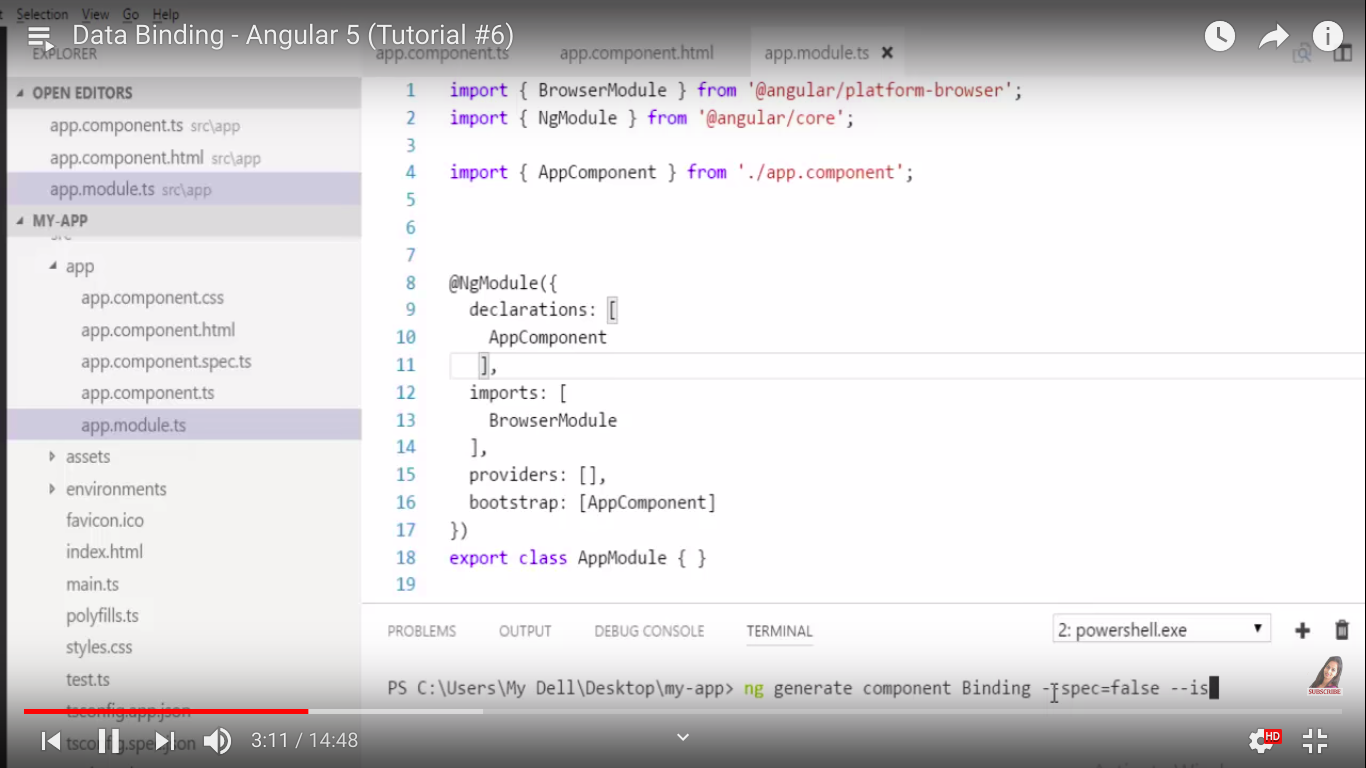 Selection View Go Help
Data Binding - Angular 5 (Tutorial #6)
EXPLORER
app.component.ts app.component.html app.module.ts ×
OPEN EDITORS
app.component.ts src\app
app.component.html src\app
app.module.ts src\app
MY-APP
src
app
app.component.css
app.component.html
app.component.spec.ts
app.component.ts
app.module.ts
assets
environments
favicon.ico
index.html
main.ts
polyfills.ts
styles.css
test.ts
tsconfig.app.json
tsconfig.spec.json
1 import { BrowserModule } from '@angular/platform-browser';
2 import { NgModule } from '@angular/core';
3
4 import { AppComponent } from './app.component';
5
6
7
8 @NgModule({
9 declarations: [
10 AppComponent
11 ],
12 imports: [
13 BrowserModule
14 ],
15 providers: [],
16 bootstrap: [AppComponent]
17 })
18 export class AppModule { }
19
PROBLEMS OUTPUT DEBUG CONSOLE TERMINAL 2: powershell.exe
PS C:\Users\My Dell\Desktop\my-app> ng generate component Binding --spec=false --is
SUBSCRIBE
3:11 / 14:48 HD